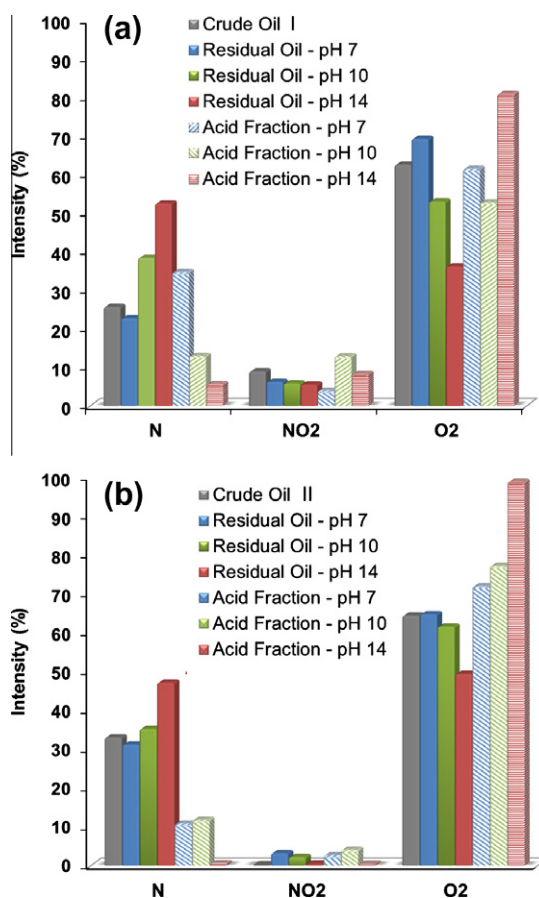 (a)
Crude Oil I
Residual Oil - pH 7
Residual Oil - pH 10
Residual Oil - pH 14
Acid Fraction - pH 7
Acid Fraction - pH 10
Acid Fraction - pH 14
Intensity (%)
100
90
80
70
60
50
40
30
20
10
0
N NO2 O2
(b)
Crude Oil II
Residual Oil - pH 7
Residual Oil - pH 10
Residual Oil - pH 14
Acid Fraction - pH 7
Acid Fraction - pH 10
Acid Fraction - pH 14
Intensity (%)
100
90
80
70
60
50
40
30
20
10
0
N NO2 O2